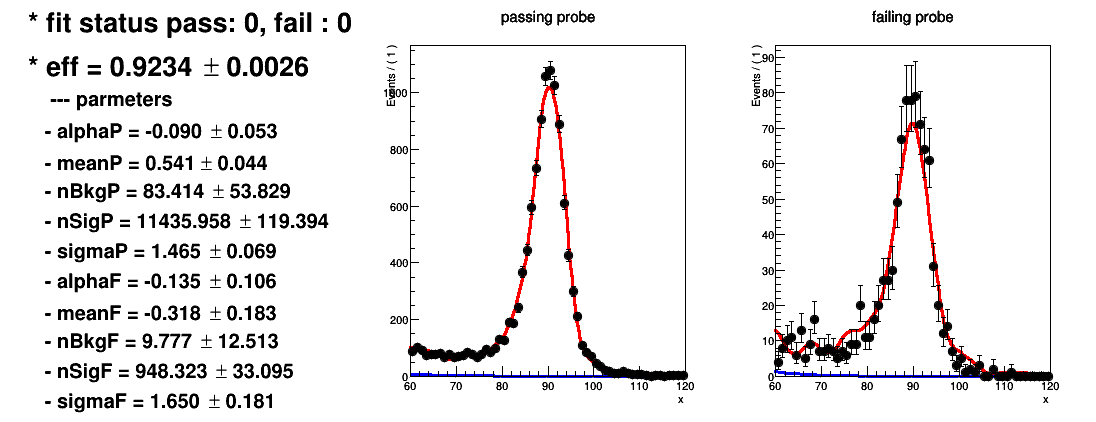 * fit status pass: 0, fail : 0
* eff = 0.9234 ± 0.0026
--- parmeters
- alphaP = -0.090 ± 0.053
- meanP = 0.541 ± 0.044
- nBkgP = 83.414 ± 53.829
- nSigP = 11435.958 ± 119.394
- sigmaP = 1.465 ± 0.069
- alphaF = -0.135 ± 0.106
- meanF = -0.318 ± 0.183
- nBkgF = 9.777 ± 12.513
- nSigF = 948.323 ± 33.095
- sigmaF = 1.650 ± 0.181
passing probe
Events / ( 1 )
1000
800
600
400
200
0
60 70 80 90 100 110 120
x
failing probe
Events / ( 1 )
90
80
70
60
50
40
30
20
10
0
60 70 80 90 100 110 120
x